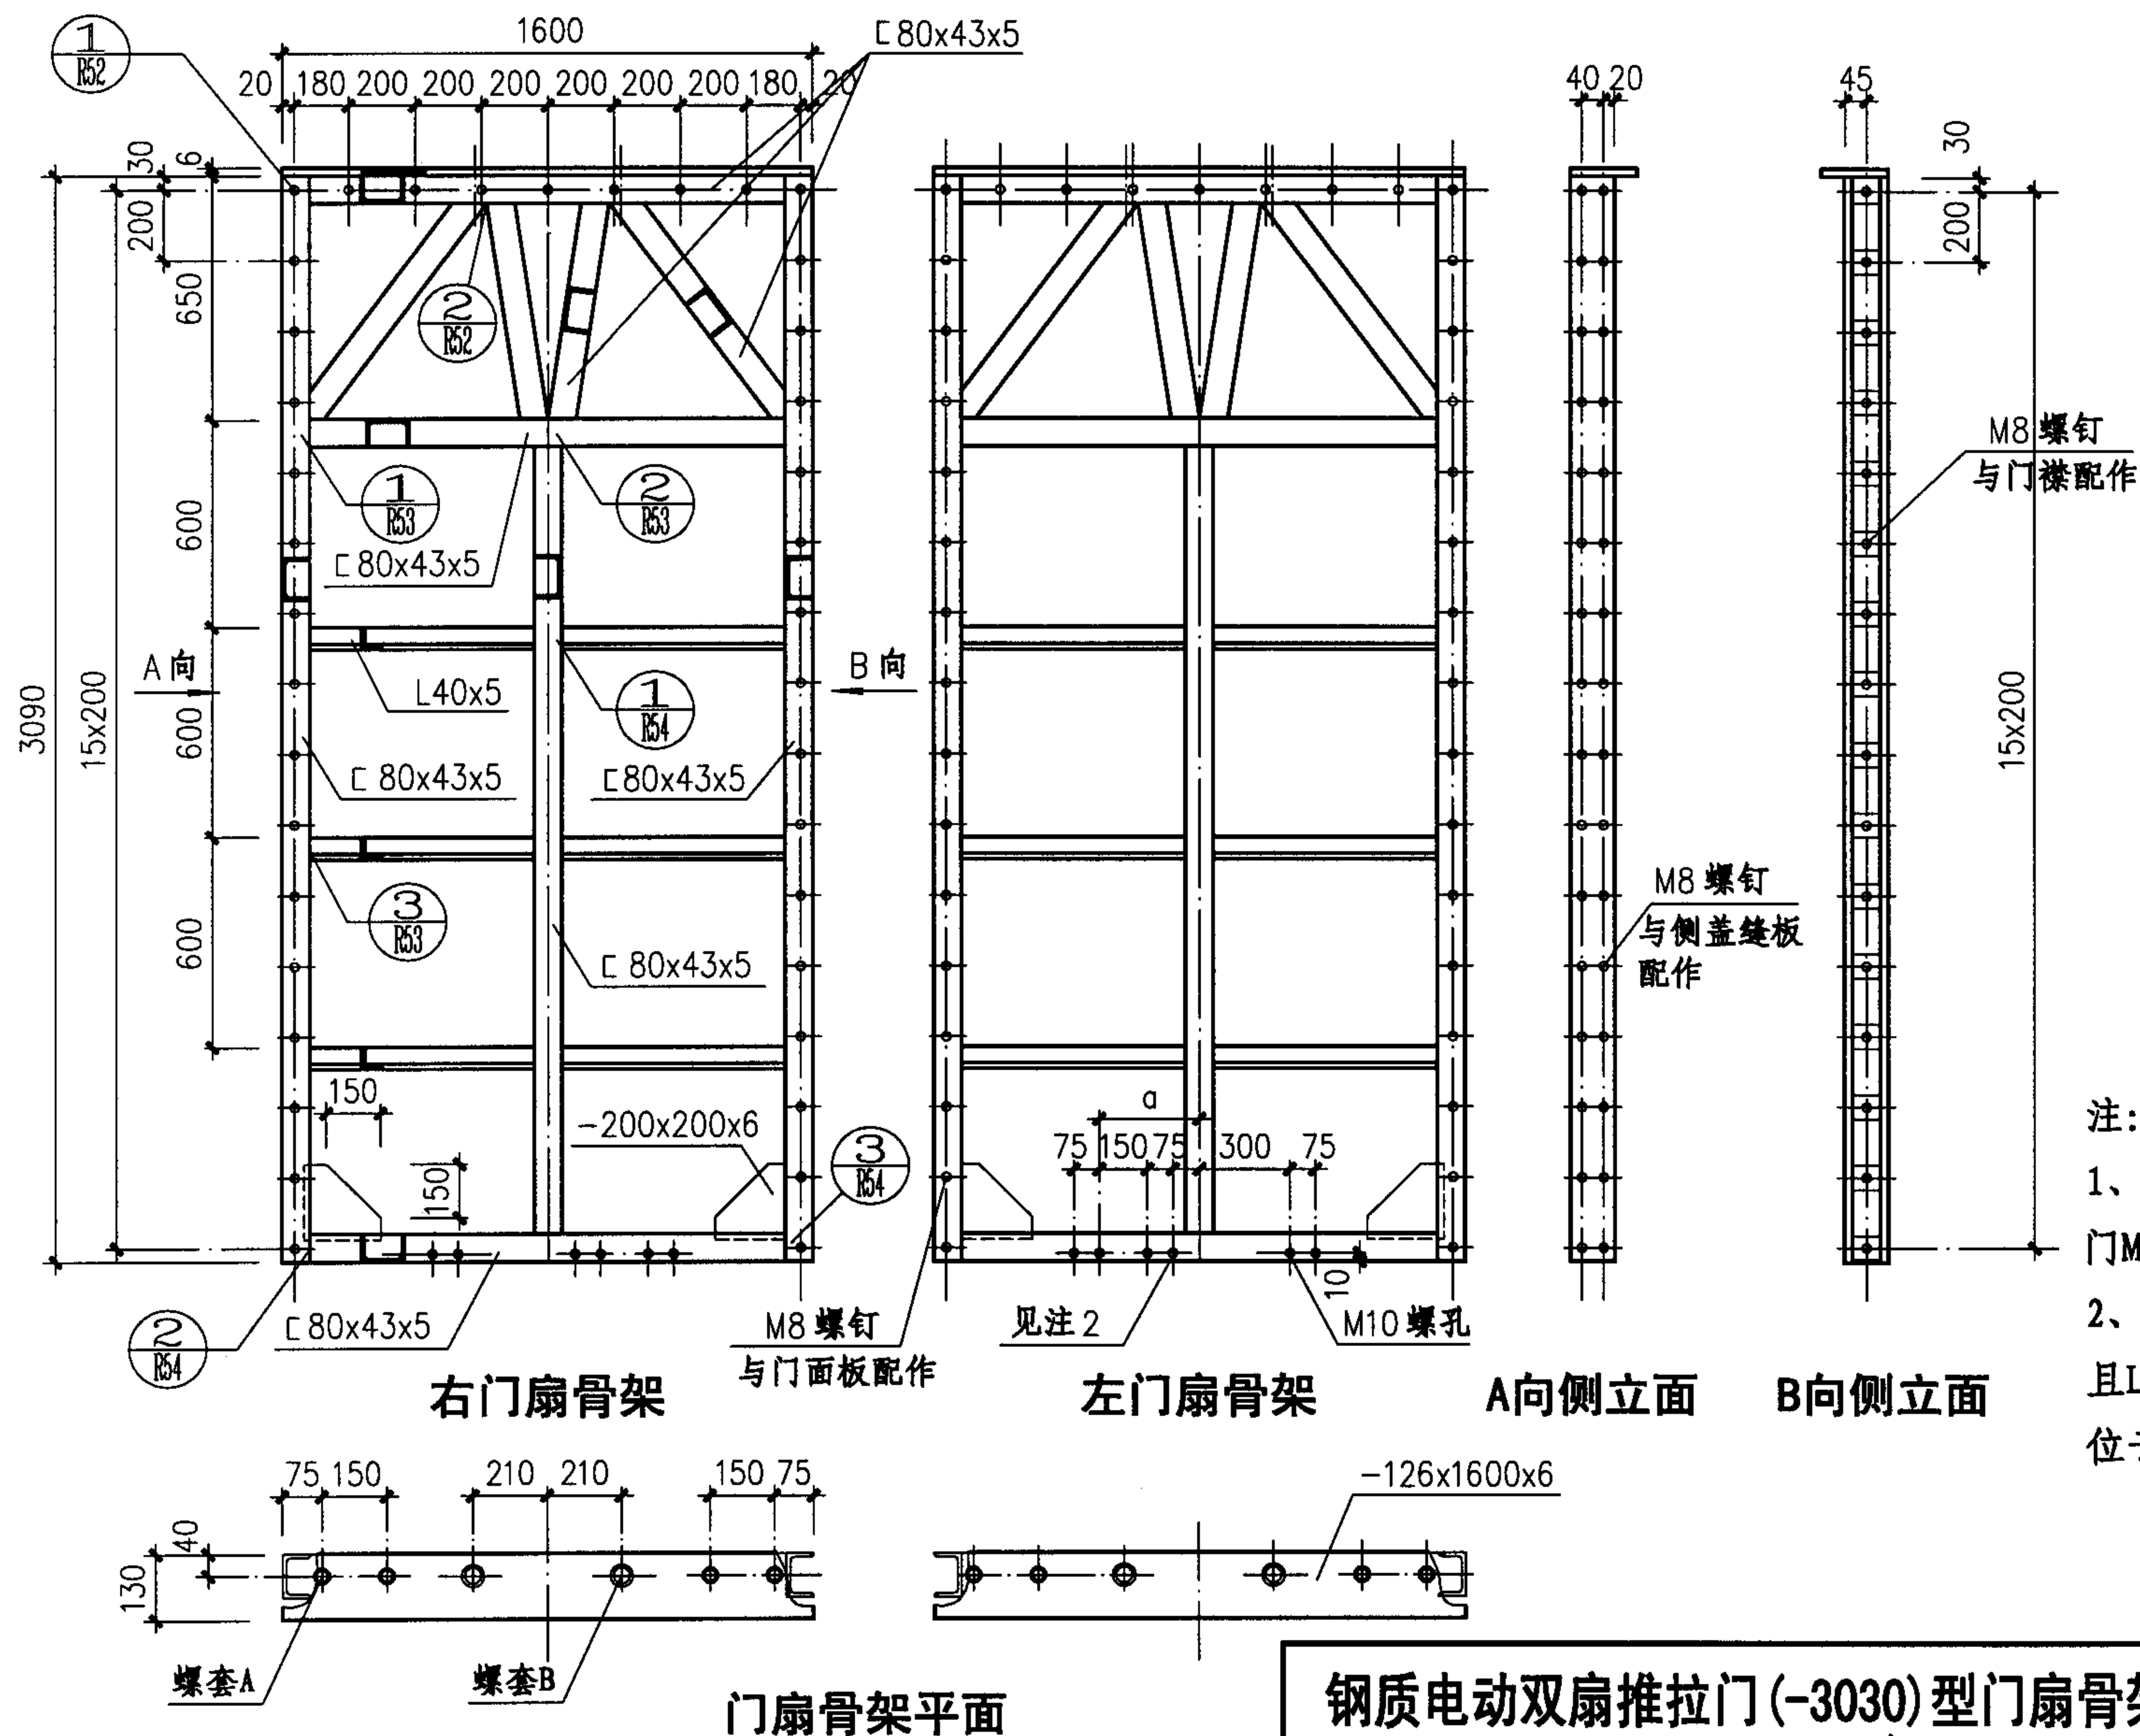 1
R52
1600
⊏80x43x5
20 180 200 200 200 200 200 200 180 20
40 20
45
30 6
200
650
600
600
600
3090
15x200
2
R52
1
R53
2
R53
⊏80x43x5
A向
B向
L40x5
1
R54
⊏ 80x43x5
⊏80x43x5
3
R53
⊏ 80x43x5
150
150
-200x200x6
3
R54
2
R54
⊏80x43x5
a
75 150 75 300 75
10
M8 螺钉
与门面板配作
见注2
M10 螺孔
30
200
15x200
M8 螺钉
与门襟配作
M8 螺钉
与侧盖缝板
配作
右门扇骨架
左门扇骨架
A向侧立面
B向侧立面
注:
1、
门M
2、
且L
位于
75 150 210 210 150 75
40
130
螺套A
螺套B
-126x1600x6
门扇骨架平面
钢质电动双扇推拉门(-3030)型门扇骨架